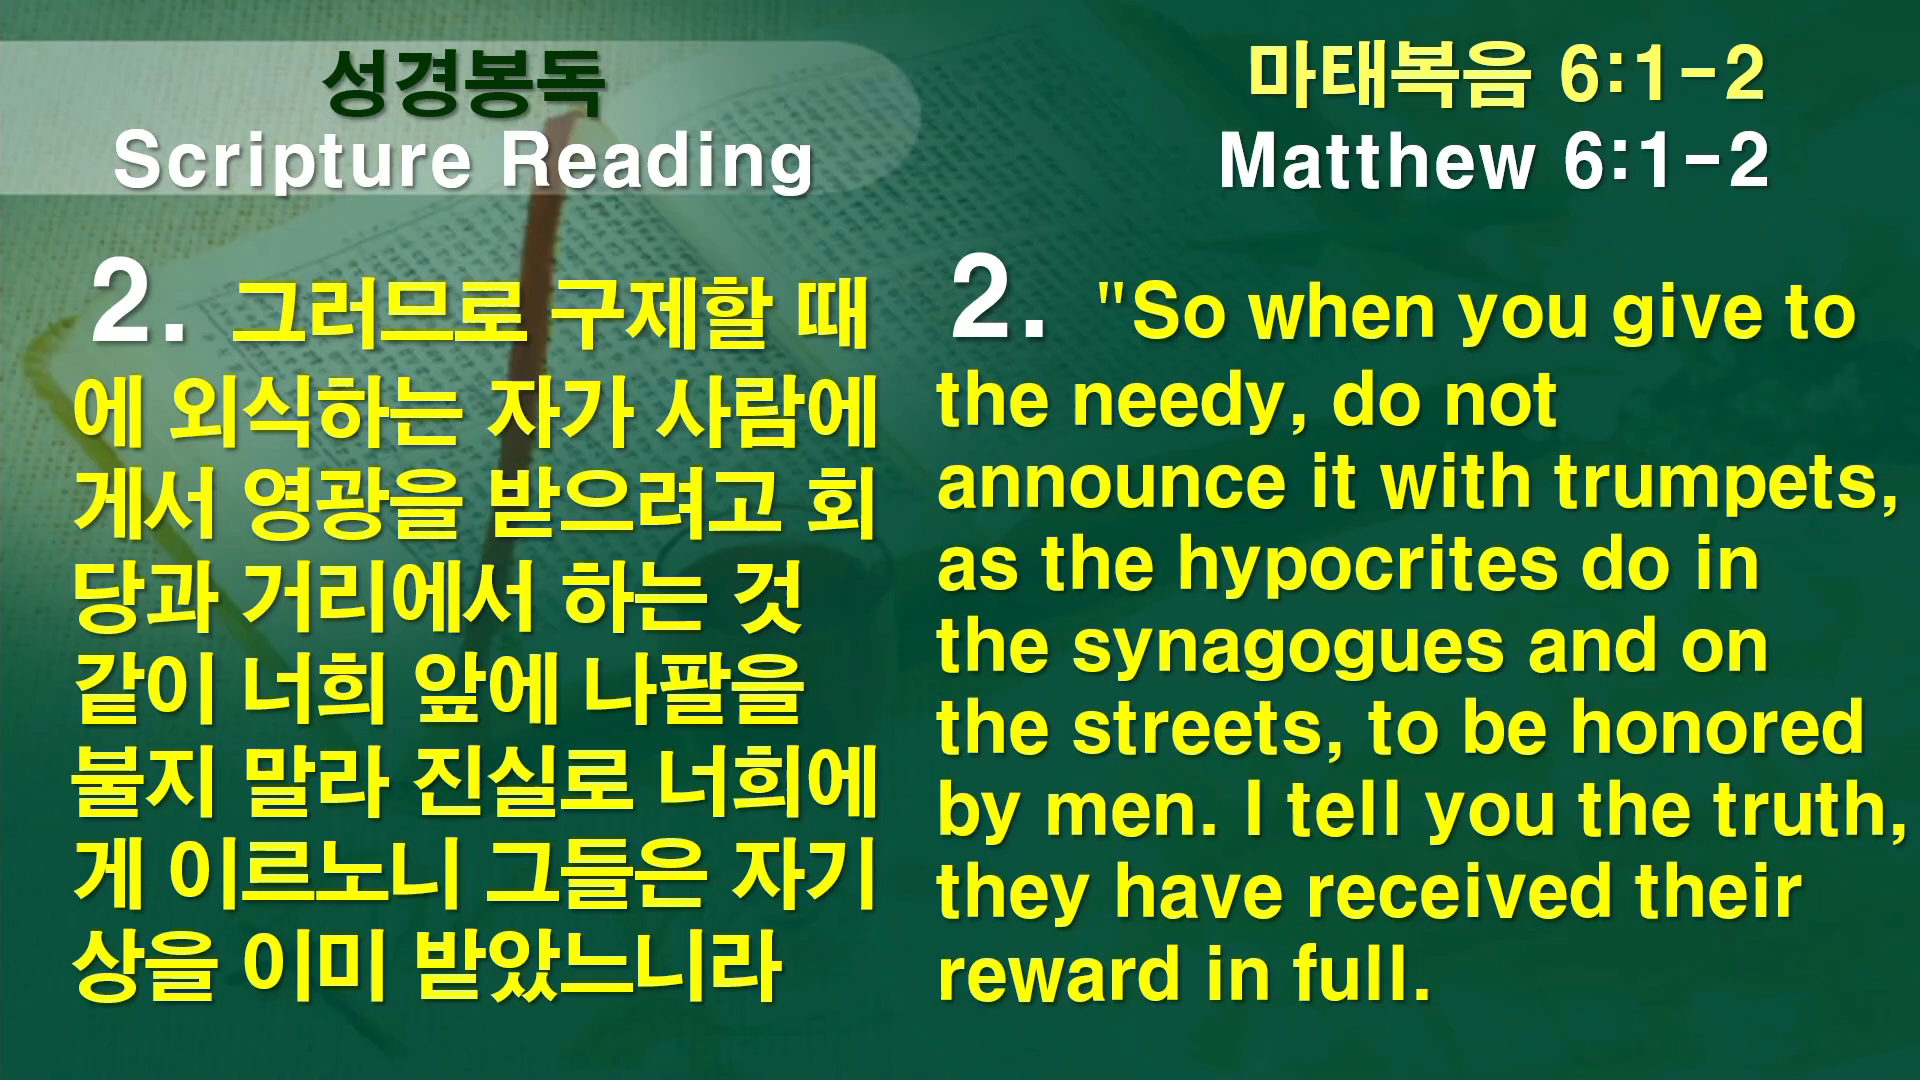 성경봉독
Scripture Reading
마태복음 6:1-2
Matthew 6:1-2
2. 그러므로 구제할 때
에 외식하는 자가 사람에
게서 영광을 받으려고 회
당과 거리에서 하는 것
같이 너희 앞에 나팔을
불지 말라 진실로 너희에
게 이르노니 그들은 자기
상을 이미 받았느니라
2. "So when you give to
the needy, do not
announce it with trumpets,
as the hypocrites do in
the synagogues and on
the streets, to be honored
by men. I tell you the truth,
they have received their
reward in full.